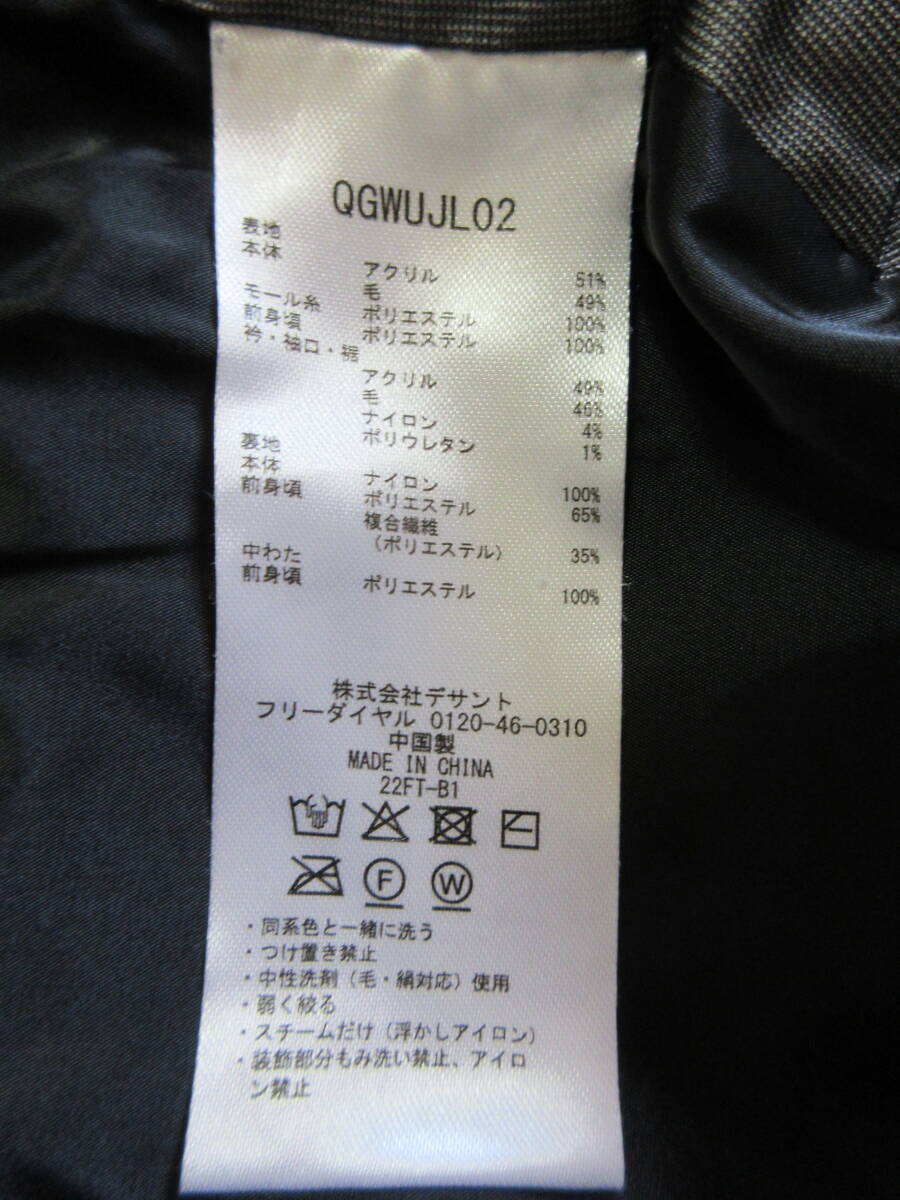 QGWUJL02
表地
本体
アクリル 51%
毛 49%
モール糸 ポリエステル 100%
前身頃 ポリエステル 100%
衿・袖口・裾
アクリル 49%
毛 46%
ナイロン 4%
ポリウレタン 1%
裏地
本体 ナイロン 100%
前身頃 ポリエステル 65%
複合繊維
(ポリエステル) 35%
中わた
前身頃 ポリエステル 100%
株式会社デサント
フリーダイヤル 0120-46-0310
中国製
MADE IN CHINA
22FT-B1
F W
・同系色と一緒に洗う
・つけ置き禁止
・中性洗剤(毛・絹対応)使用
・弱く絞る
・スチームだけ(浮かしアイロン)
・装飾部分もみ洗い禁止、アイロ
ン禁止